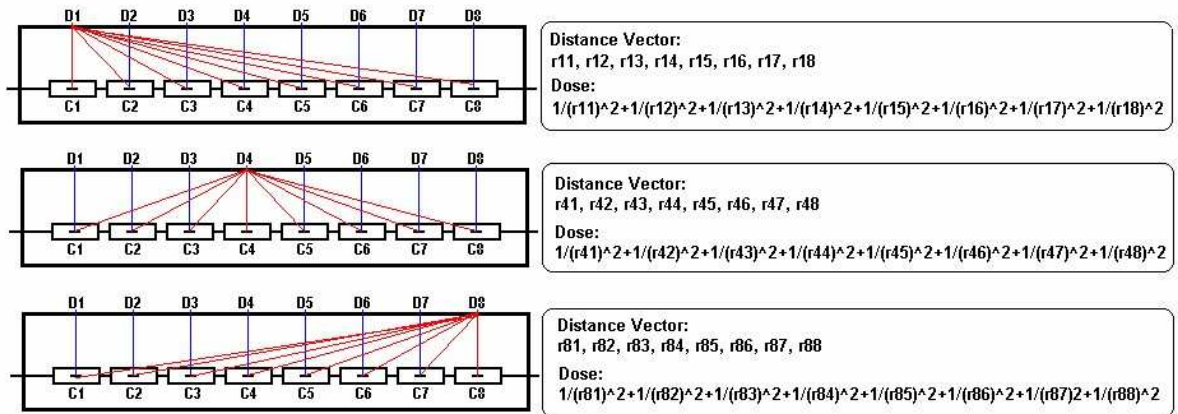 D1 D2 D3 D4 D5 D6 D7 D8
C1 C2 C3 C4 C5 C6 C7 C8
Distance Vector:
r11, r12, r13, r14, r15, r16, r17, r18
Dose:
1/(r11)^2+1/(r12)^2+1/(r13)^2+1/(r14)^2+1/(r15)^2+1/(r16)^2+1/(r17)^2+1/(r18)^2
D1 D2 D3 D4 D5 D6 D7 D8
C1 C2 C3 C4 C5 C6 C7 C8
Distance Vector:
r41, r42, r43, r44, r45, r46, r47, r48
Dose:
1/(r41)^2+1/(r42)^2+1/(r43)^2+1/(r44)^2+1/(r45)^2+1/(r46)^2+1/(r47)^2+1/(r48)^2
D1 D2 D3 D4 D5 D6 D7 D8
C1 C2 C3 C4 C5 C6 C7 C8
Distance Vector:
r81, r82, r83, r84, r85, r86, r87, r88
Dose:
1/(r81)^2+1/(r82)^2+1/(r83)^2+1/(r84)^2+1/(r85)^2+1/(r86)^2+1/(r87)2+1/(r88)^2